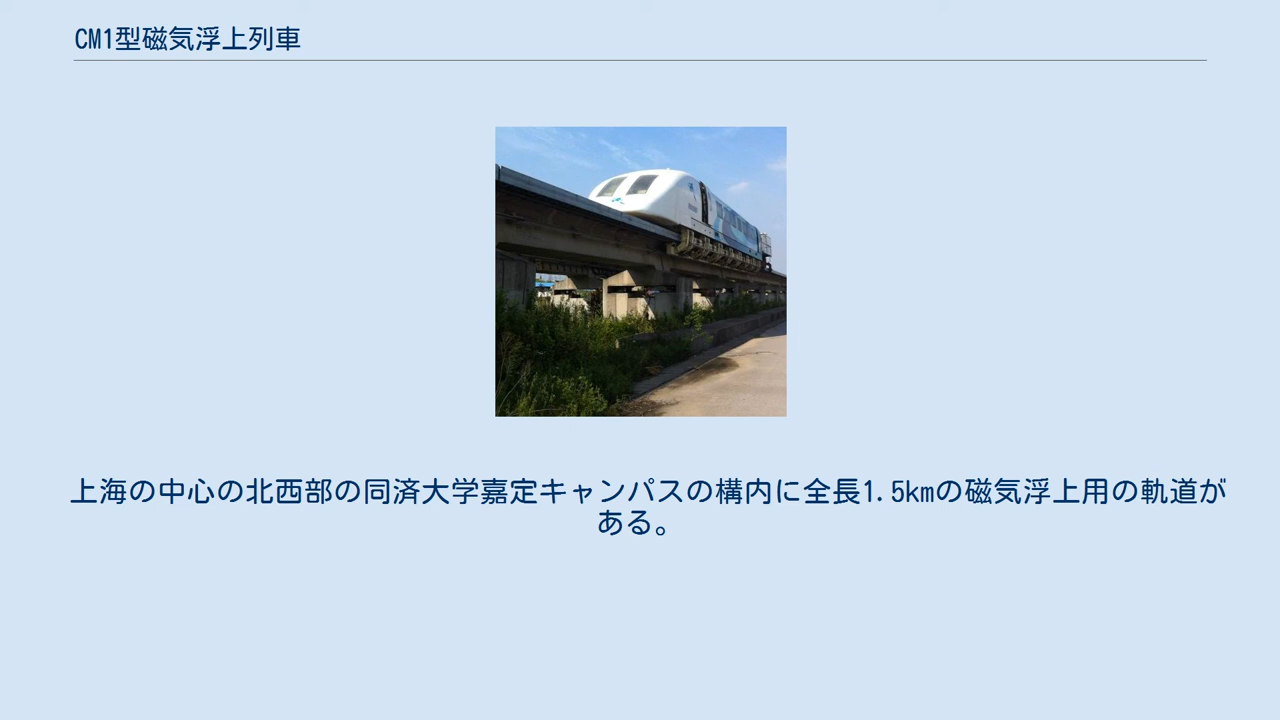 CM1型磁気浮上列車
上海の中心の北西部の同済大学嘉定キャンパスの構内に全長1.5kmの磁気浮上用の軌道が
ある。